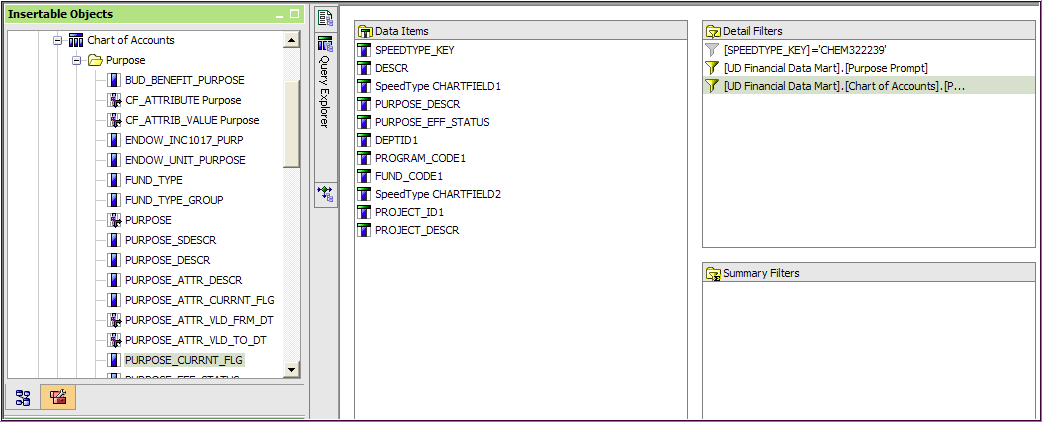 Insertable Objects
Chart of Accounts
Purpose
BUD_BENEFIT_PURPOSE
CF_ATTRIBUTE Purpose
CF_ATTRIB_VALUE Purpose
ENDOW_INC1017_PURP
ENDOW_UNIT_PURPOSE
FUND_TYPE
FUND_TYPE_GROUP
PURPOSE
PURPOSE_SDESCR
PURPOSE_DESCR
PURPOSE_ATTR_DESCR
PURPOSE_ATTR_CURRNT_FLG
PURPOSE_ATTR_VLD_FRM_DT
PURPOSE_ATTR_VLD_TO_DT
PURPOSE_CURRNT_FLG
PURPOSE_EFF_STATUS
Query Explorer
Data Items
SPEEDTYPE_KEY
DESCR
SpeedType CHARTFIELD1
PURPOSE_DESCR
PURPOSE_EFF_STATUS
DEPTID1
PROGRAM_CODE1
FUND_CODE1
SpeedType CHARTFIELD2
PROJECT_ID1
PROJECT_DESCR
Detail Filters
[SPEEDTYPE_KEY]='CHEM322239'
[UD Financial Data Mart].[Purpose Prompt]
[UD Financial Data Mart].[Chart of Accounts].[P...
Summary Filters